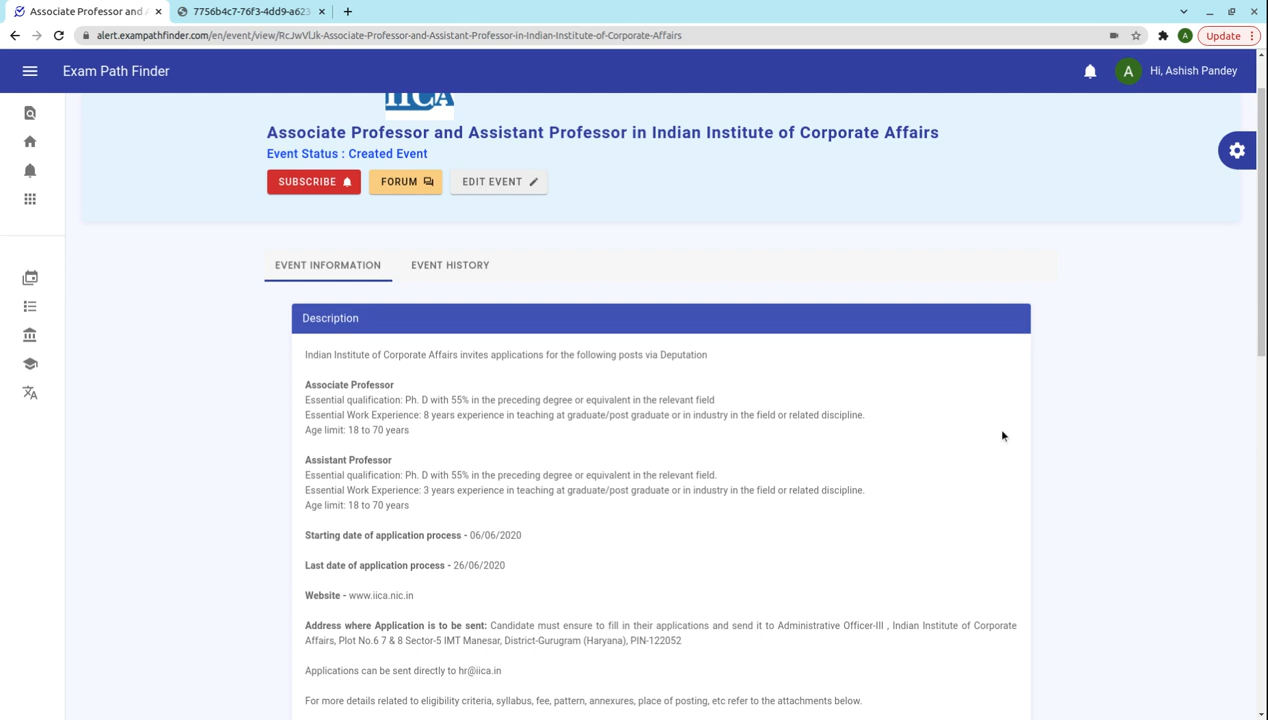 Associate Professor and A
7756b4c7-76f3-4dd9-a623
alert.exampathfinder.com/en/event/view/RcJwVlJk-Associate-Professor-and-Assistant-Professor-in-Indian-Institute-of-Corporate-Affairs
A
Update
Exam Path Finder
A
Hi, Ashish Pandey
IICA
Associate Professor and Assistant Professor in Indian Institute of Corporate Affairs
Event Status : Created Event
SUBSCRIBE
FORUM
EDIT EVENT
EVENT INFORMATION
EVENT HISTORY
Description
Indian Institute of Corporate Affairs invites applications for the following posts via Deputation
Associate Professor
Essential qualification: Ph. D with 55% in the preceding degree or equivalent in the relevant field
Essential Work Experience: 8 years experience in teaching at graduate/post graduate or in industry in the field or related discipline.
Age limit: 18 to 70 years
Assistant Professor
Essential qualification: Ph. D with 55% in the preceding degree or equivalent in the relevant field.
Essential Work Experience: 3 years experience in teaching at graduate/post graduate or in industry in the field or related discipline.
Age limit: 18 to 70 years
Starting date of application process - 06/06/2020
Last date of application process - 26/06/2020
Website - www.iica.nic.in
Address where Application is to be sent: Candidate must ensure to fill in their applications and send it to Administrative Officer-III , Indian Institute of Corporate
Affairs, Plot No.6 7 & 8 Sector-5 IMT Manesar, District-Gurugram (Haryana), PIN-122052
Applications can be sent directly to hr@iica.in
For more details related to eligibility criteria, syllabus, fee, pattern, annexures, place of posting, etc refer to the attachments below.